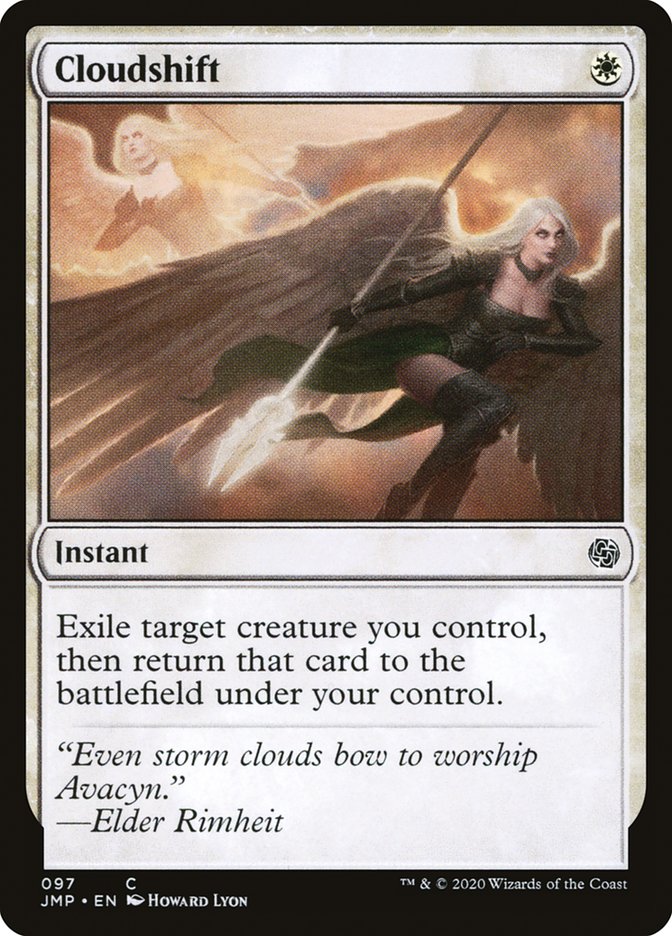 Cloudshift
Instant
Exile target creature you control,
then return that card to the
battlefield under your control.
“Even storm clouds bow to worship
Avacyn.”
—Elder Rimheit
097 C
JMP • EN Howard Lyon
™ & © 2020 Wizards of the Coast